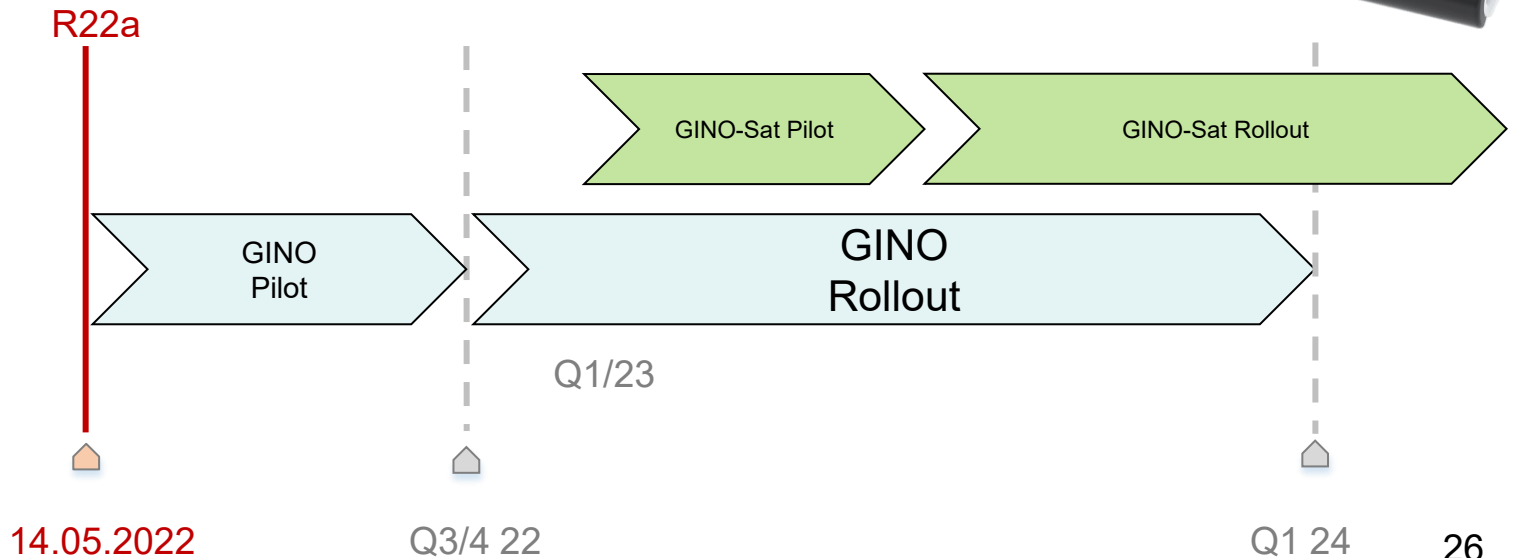 R22a
GINO-Sat Pilot
GINO-Sat Rollout
GINO
Pilot
GINO
Rollout
Q1/23
14.05.2022
Q3/4 22
Q1 24
26